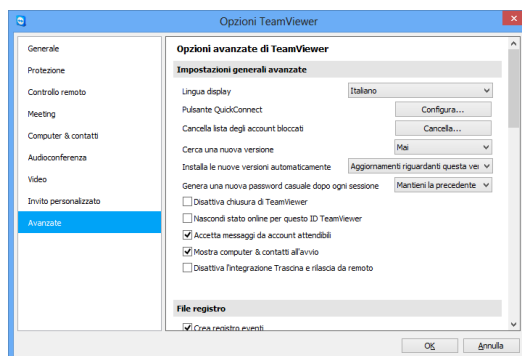 Opzioni TeamViewer
Generale
Protezione
Controllo remoto
Meeting
Computer & contatti
Audioconferenza
Video
Invito personalizzato
Avanzate
Opzioni avanzate di TeamViewer
Impostazioni generali avanzate
Lingua display Italiano
Pulsante QuickConnect Configura...
Cancella lista degli account bloccati Cancella...
Cerca una nuova versione Mai
Installa le nuove versioni automaticamente Aggiornamenti riguardanti questa ver
Genera una nuova password casuale dopo ogni sessione Mantieni la precedente
Disattiva chiusura di TeamViewer
Nascondi stato online per questo ID TeamViewer
Accetta messaggi da account attendibili
Mostra computer & contatti all'avvio
Disattiva l'integrazione Trascina e rilascia da remoto
File registro
Crea registro eventi
OK Annulla